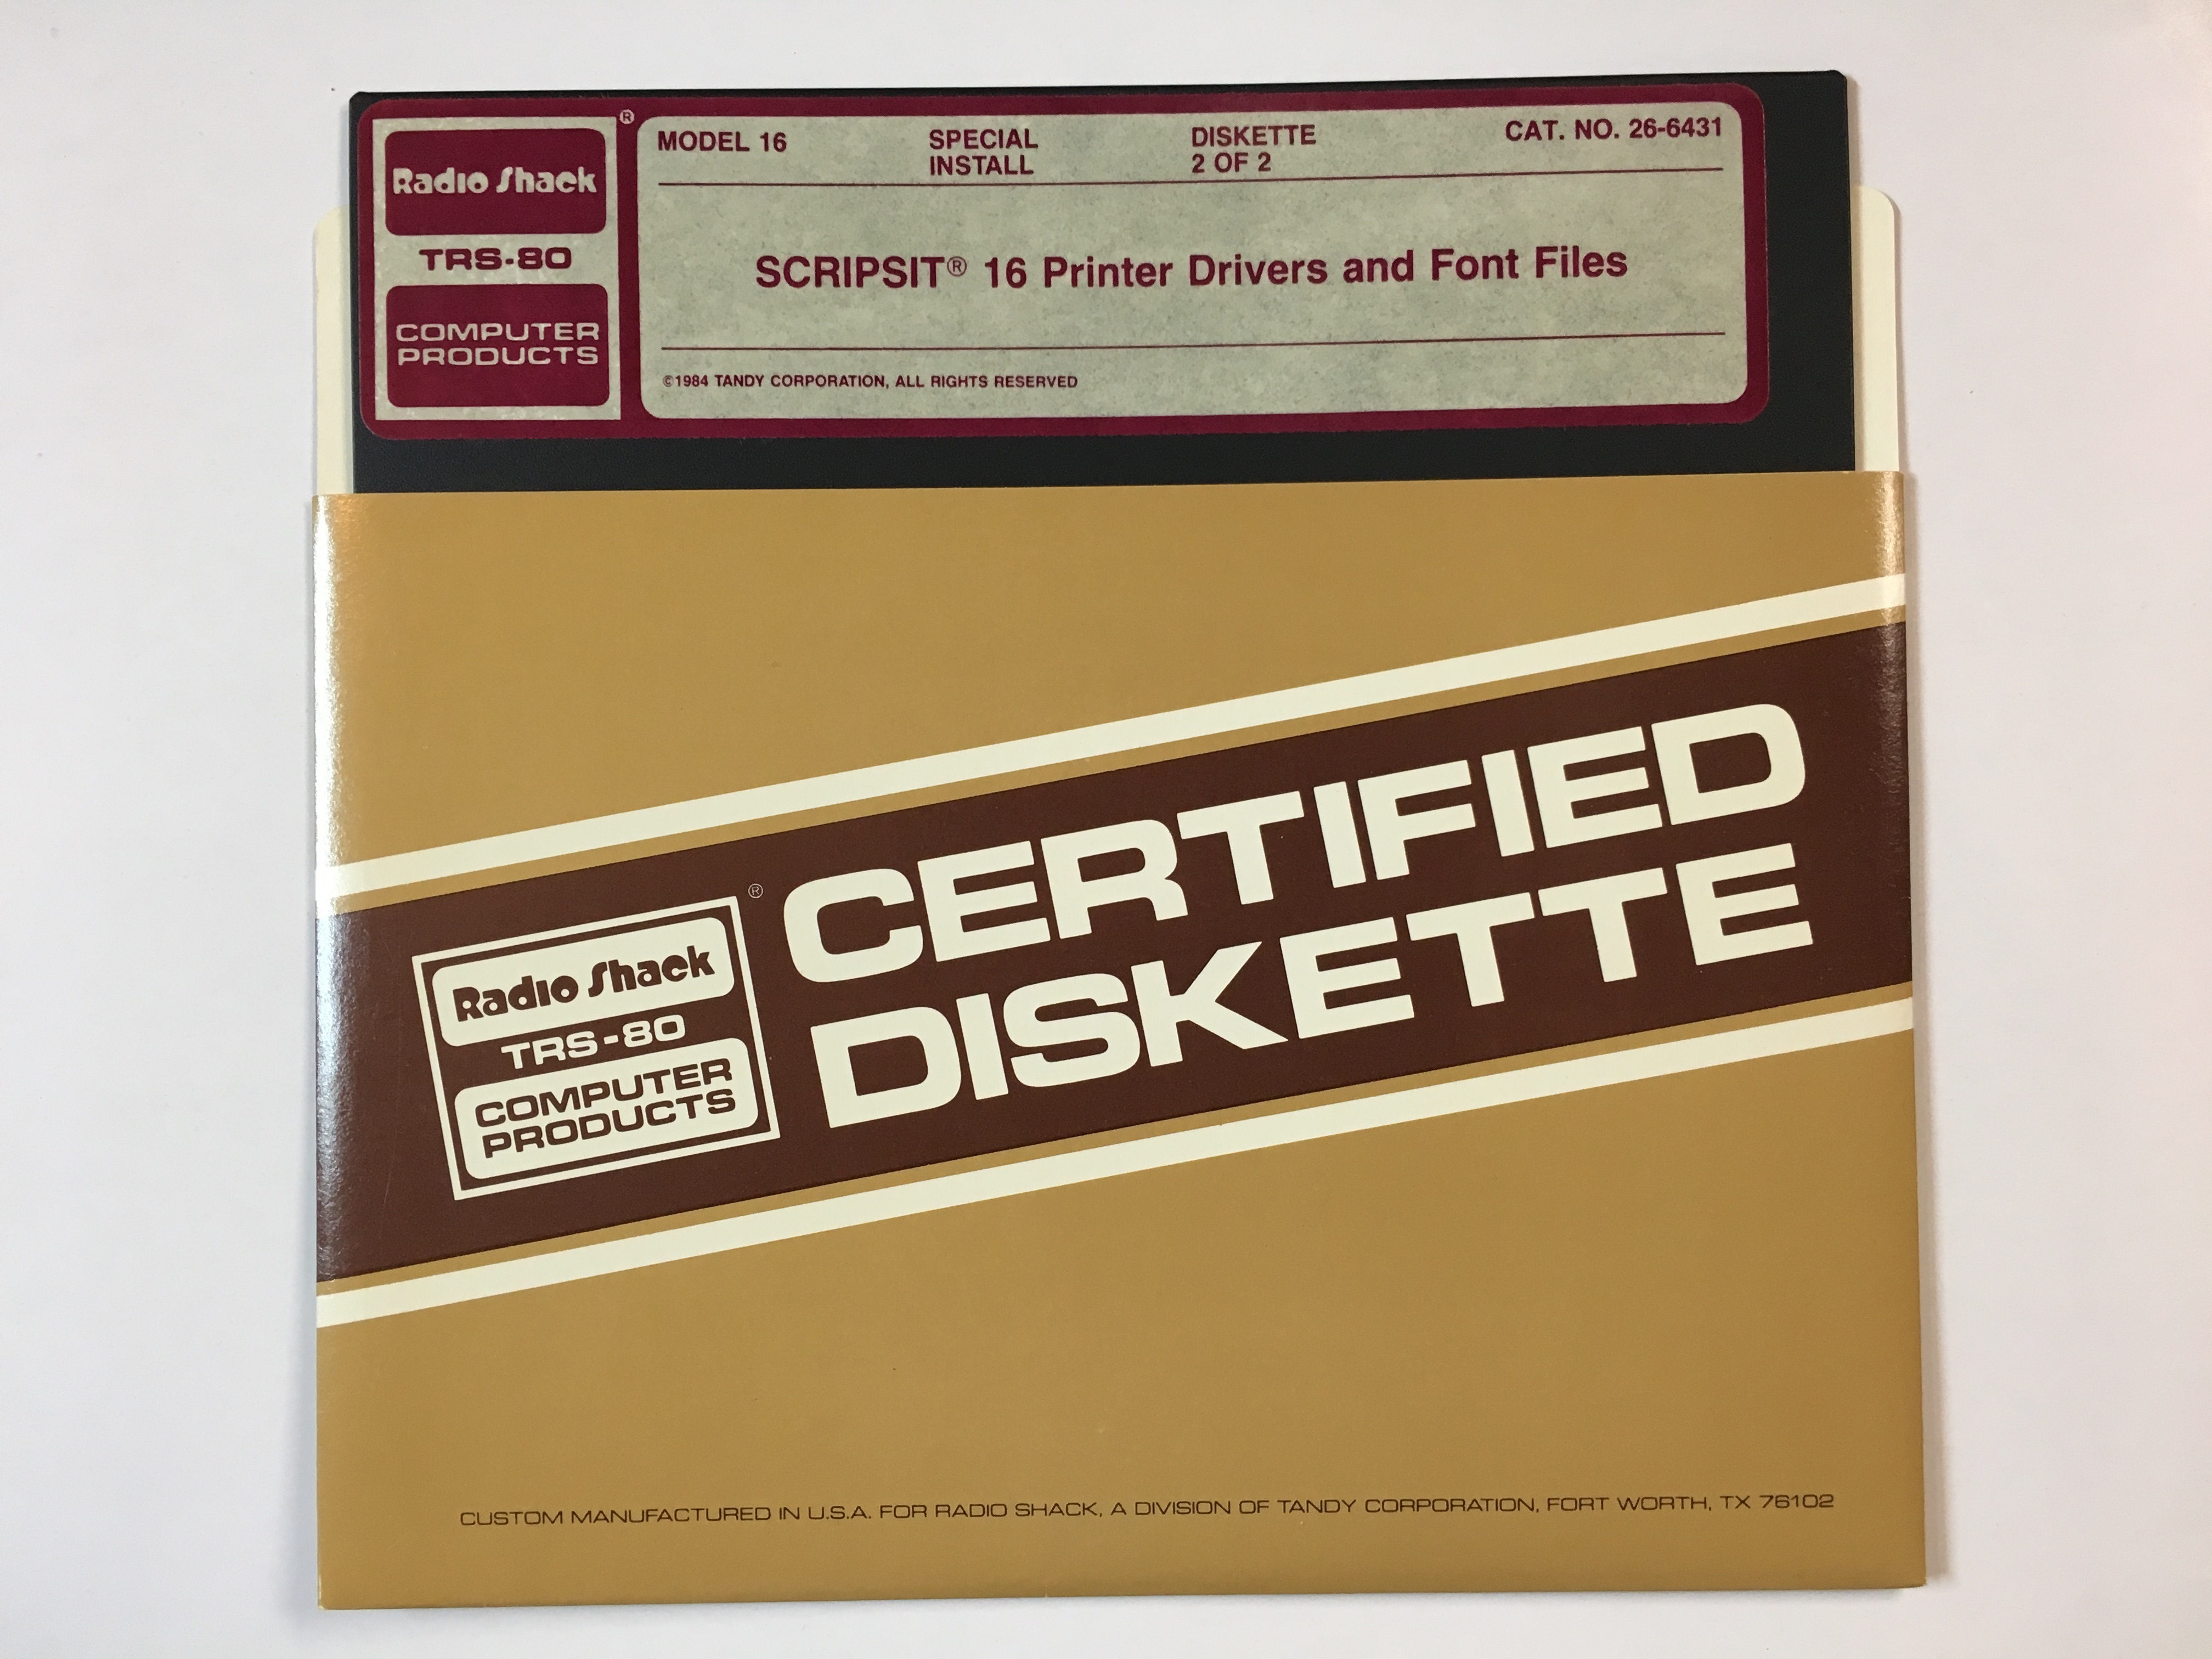 Radio Shack
TRS-80
COMPUTER
PRODUCTS
®
MODEL 16
SPECIAL
INSTALL
DISKETTE
2 OF 2
CAT. NO. 26-6431
SCRIPSIT® 16 Printer Drivers and Font Files
©1984 TANDY CORPORATION, ALL RIGHTS RESERVED
Radio Shack
TRS-80
COMPUTER
PRODUCTS
®
CERTIFIED
DISKETTE
CUSTOM MANUFACTURED IN U.S.A. FOR RADIO SHACK, A DIVISION OF TANDY CORPORATION, FORT WORTH, TX 76102